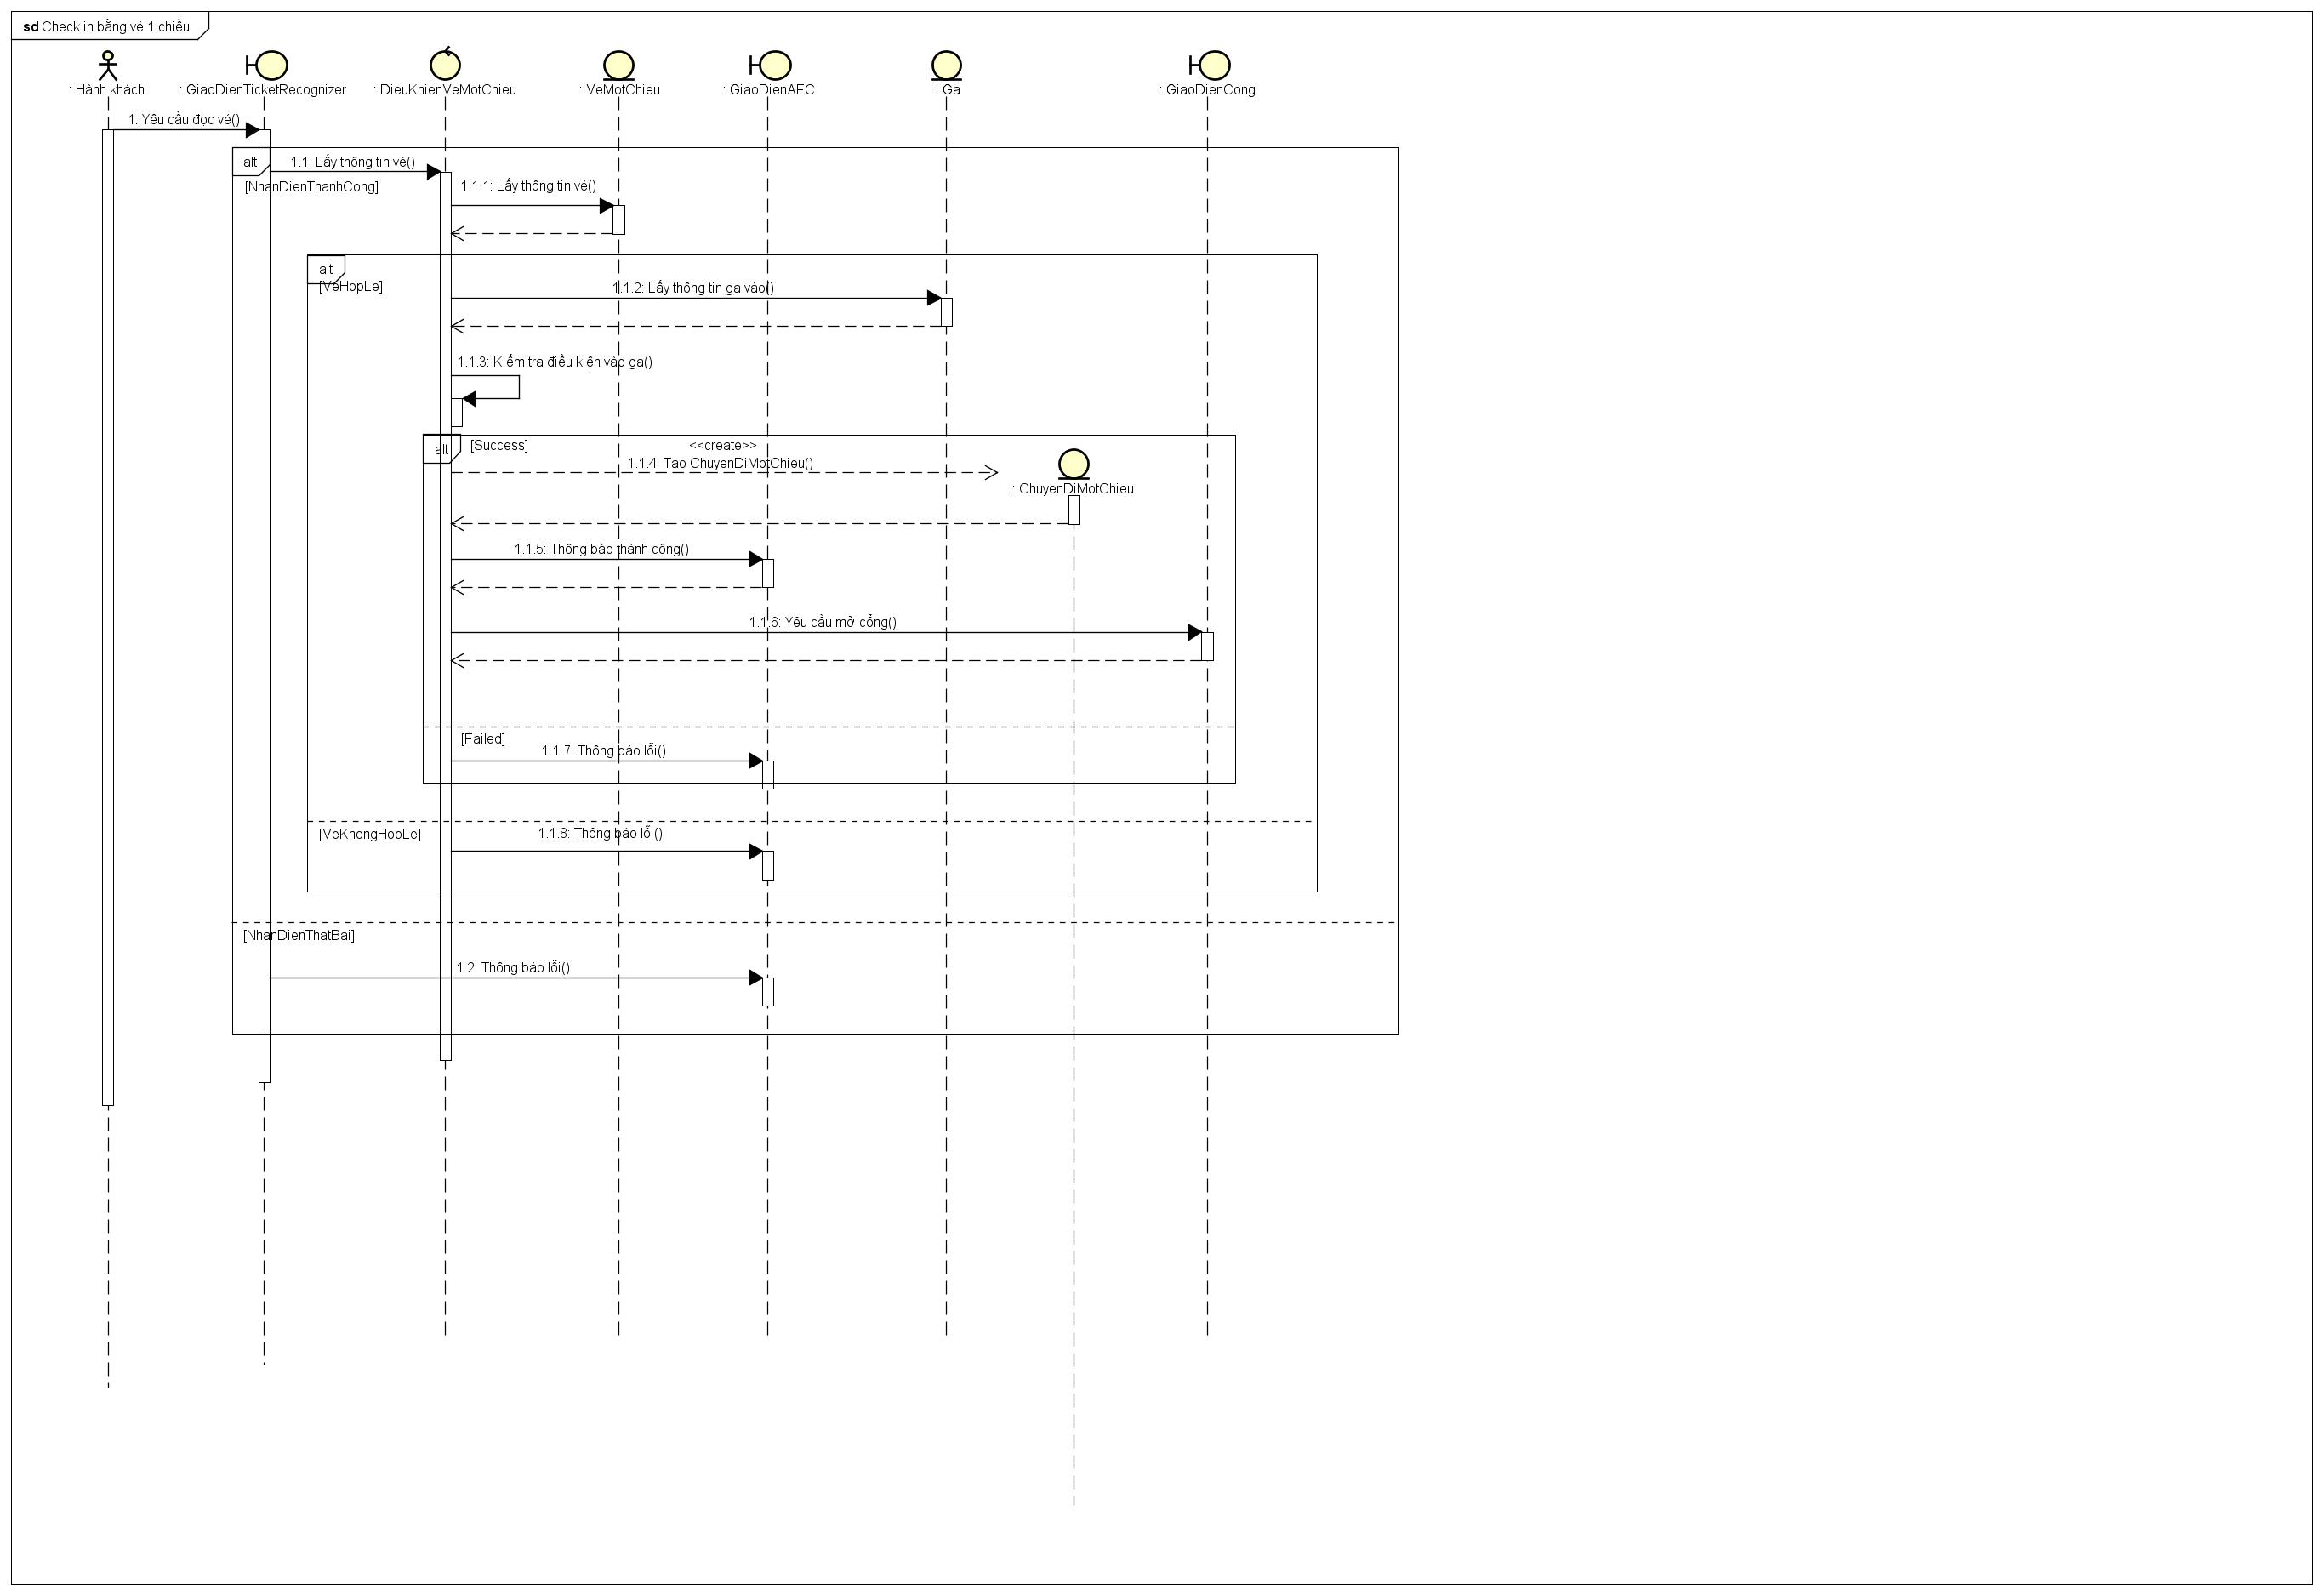 sd Check in bằng vé 1 chiều
: Hành khách
: GiaoDienTicketRecognizer
: DieuKhienVeMotChieu
: VeMotChieu
: GiaoDienAFC
: Ga
: GiaoDienCong
1: Yêu cầu đọc vé()
alt
1.1: Lấy thông tin vé()
[NhanDienThanhCong]
1.1.1: Lấy thông tin vé()
alt
[VeHopLe]
1.1.2: Lấy thông tin ga vào()
1.1.3: Kiểm tra điều kiện vào ga()
alt
[Success]
<<create>>
1.1.4: Tạo ChuyenDiMotChieu()
: ChuyenDiMotChieu
1.1.5: Thông báo thành công()
1.1.6: Yêu cầu mở cổng()
[Failed]
1.1.7: Thông báo lỗi()
[VeKhongHopLe]
1.1.8: Thông báo lỗi()
[NhanDienThatBai]
1.2: Thông báo lỗi()